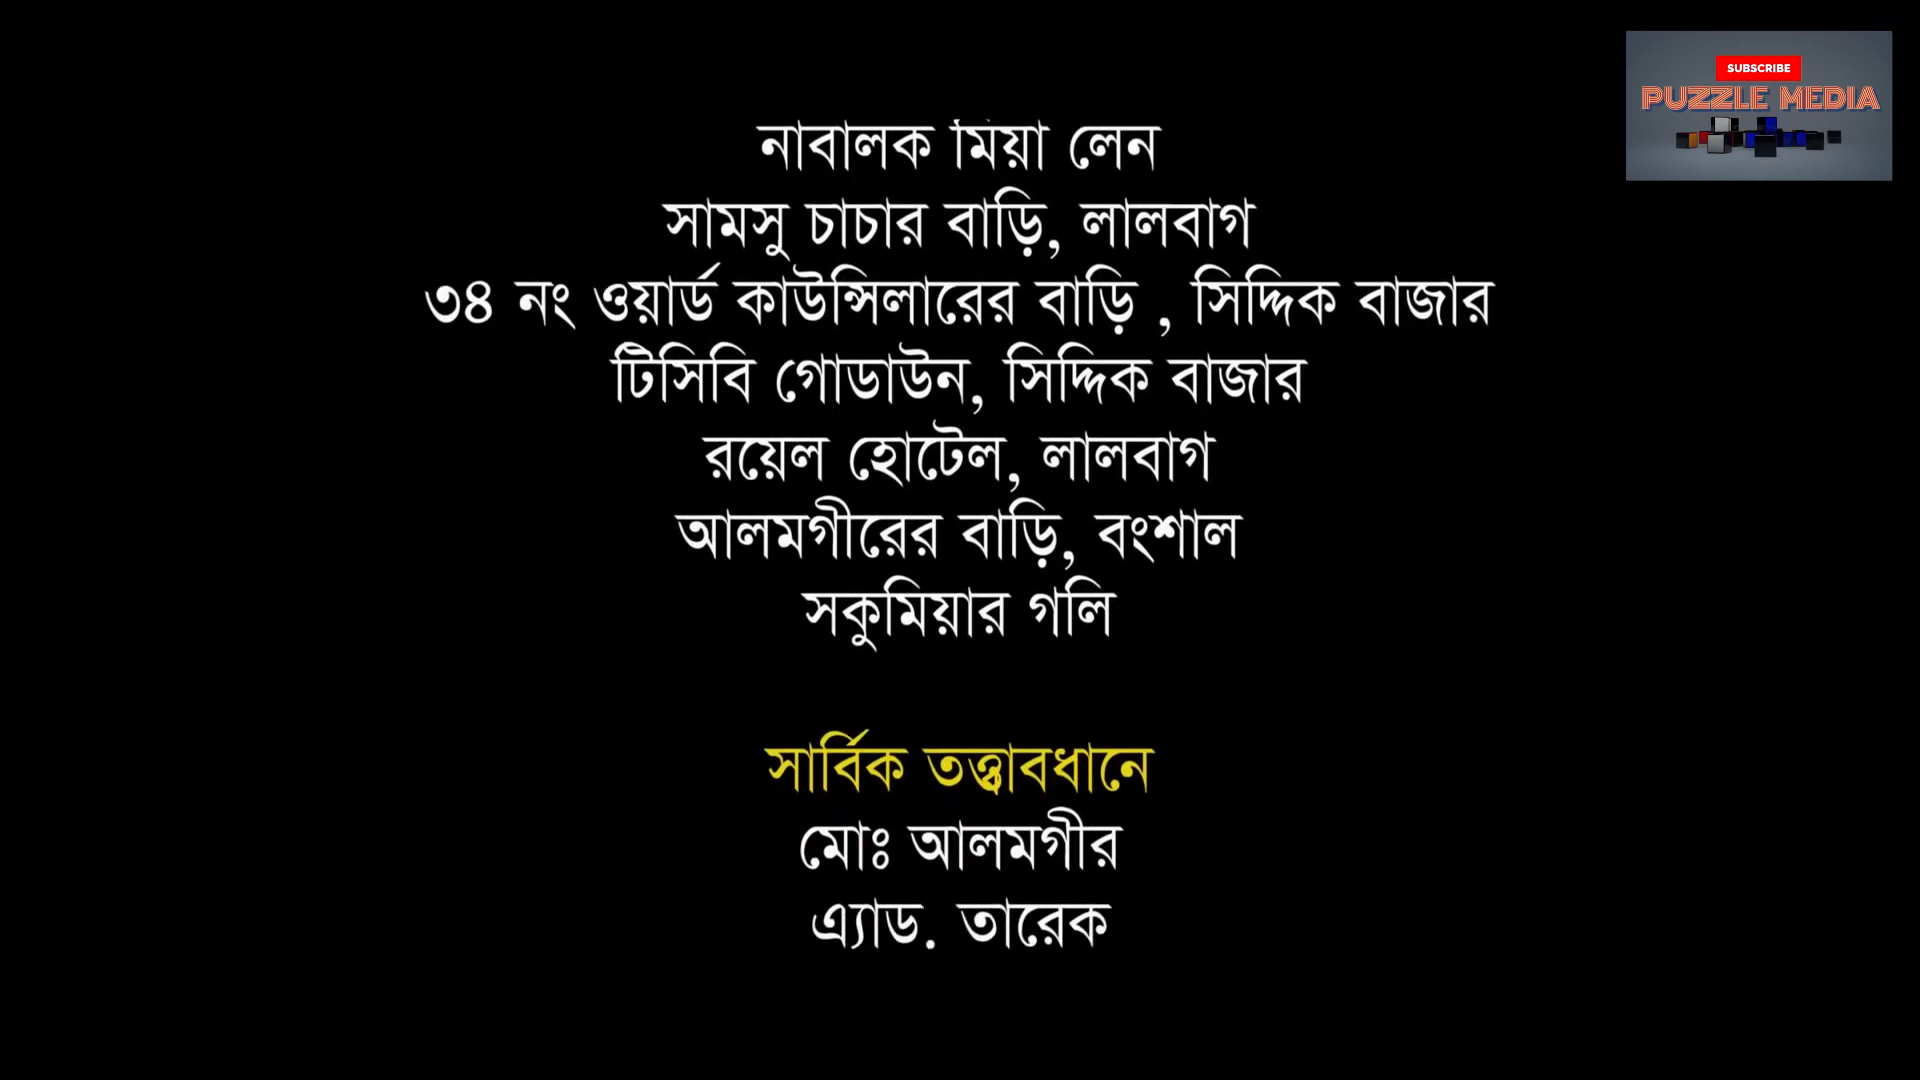 SUBSCRIBE
PUZZLE MEDIA
নাবালক মিয়া লেন
সামসু চাচার বাড়ি, লালবাগ
৩৪ নং ওয়ার্ড কাউন্সিলারের বাড়ি , সিদ্দিক বাজার
টিসিবি গোডাউন, সিদ্দিক বাজার
রয়েল হোটেল, লালবাগ
আলমগীরের বাড়ি, বংশাল
সকুমিয়ার গলি
সার্বিক তত্ত্বাবধানে
মোঃ আলমগীর
এ্যাড. তারেক